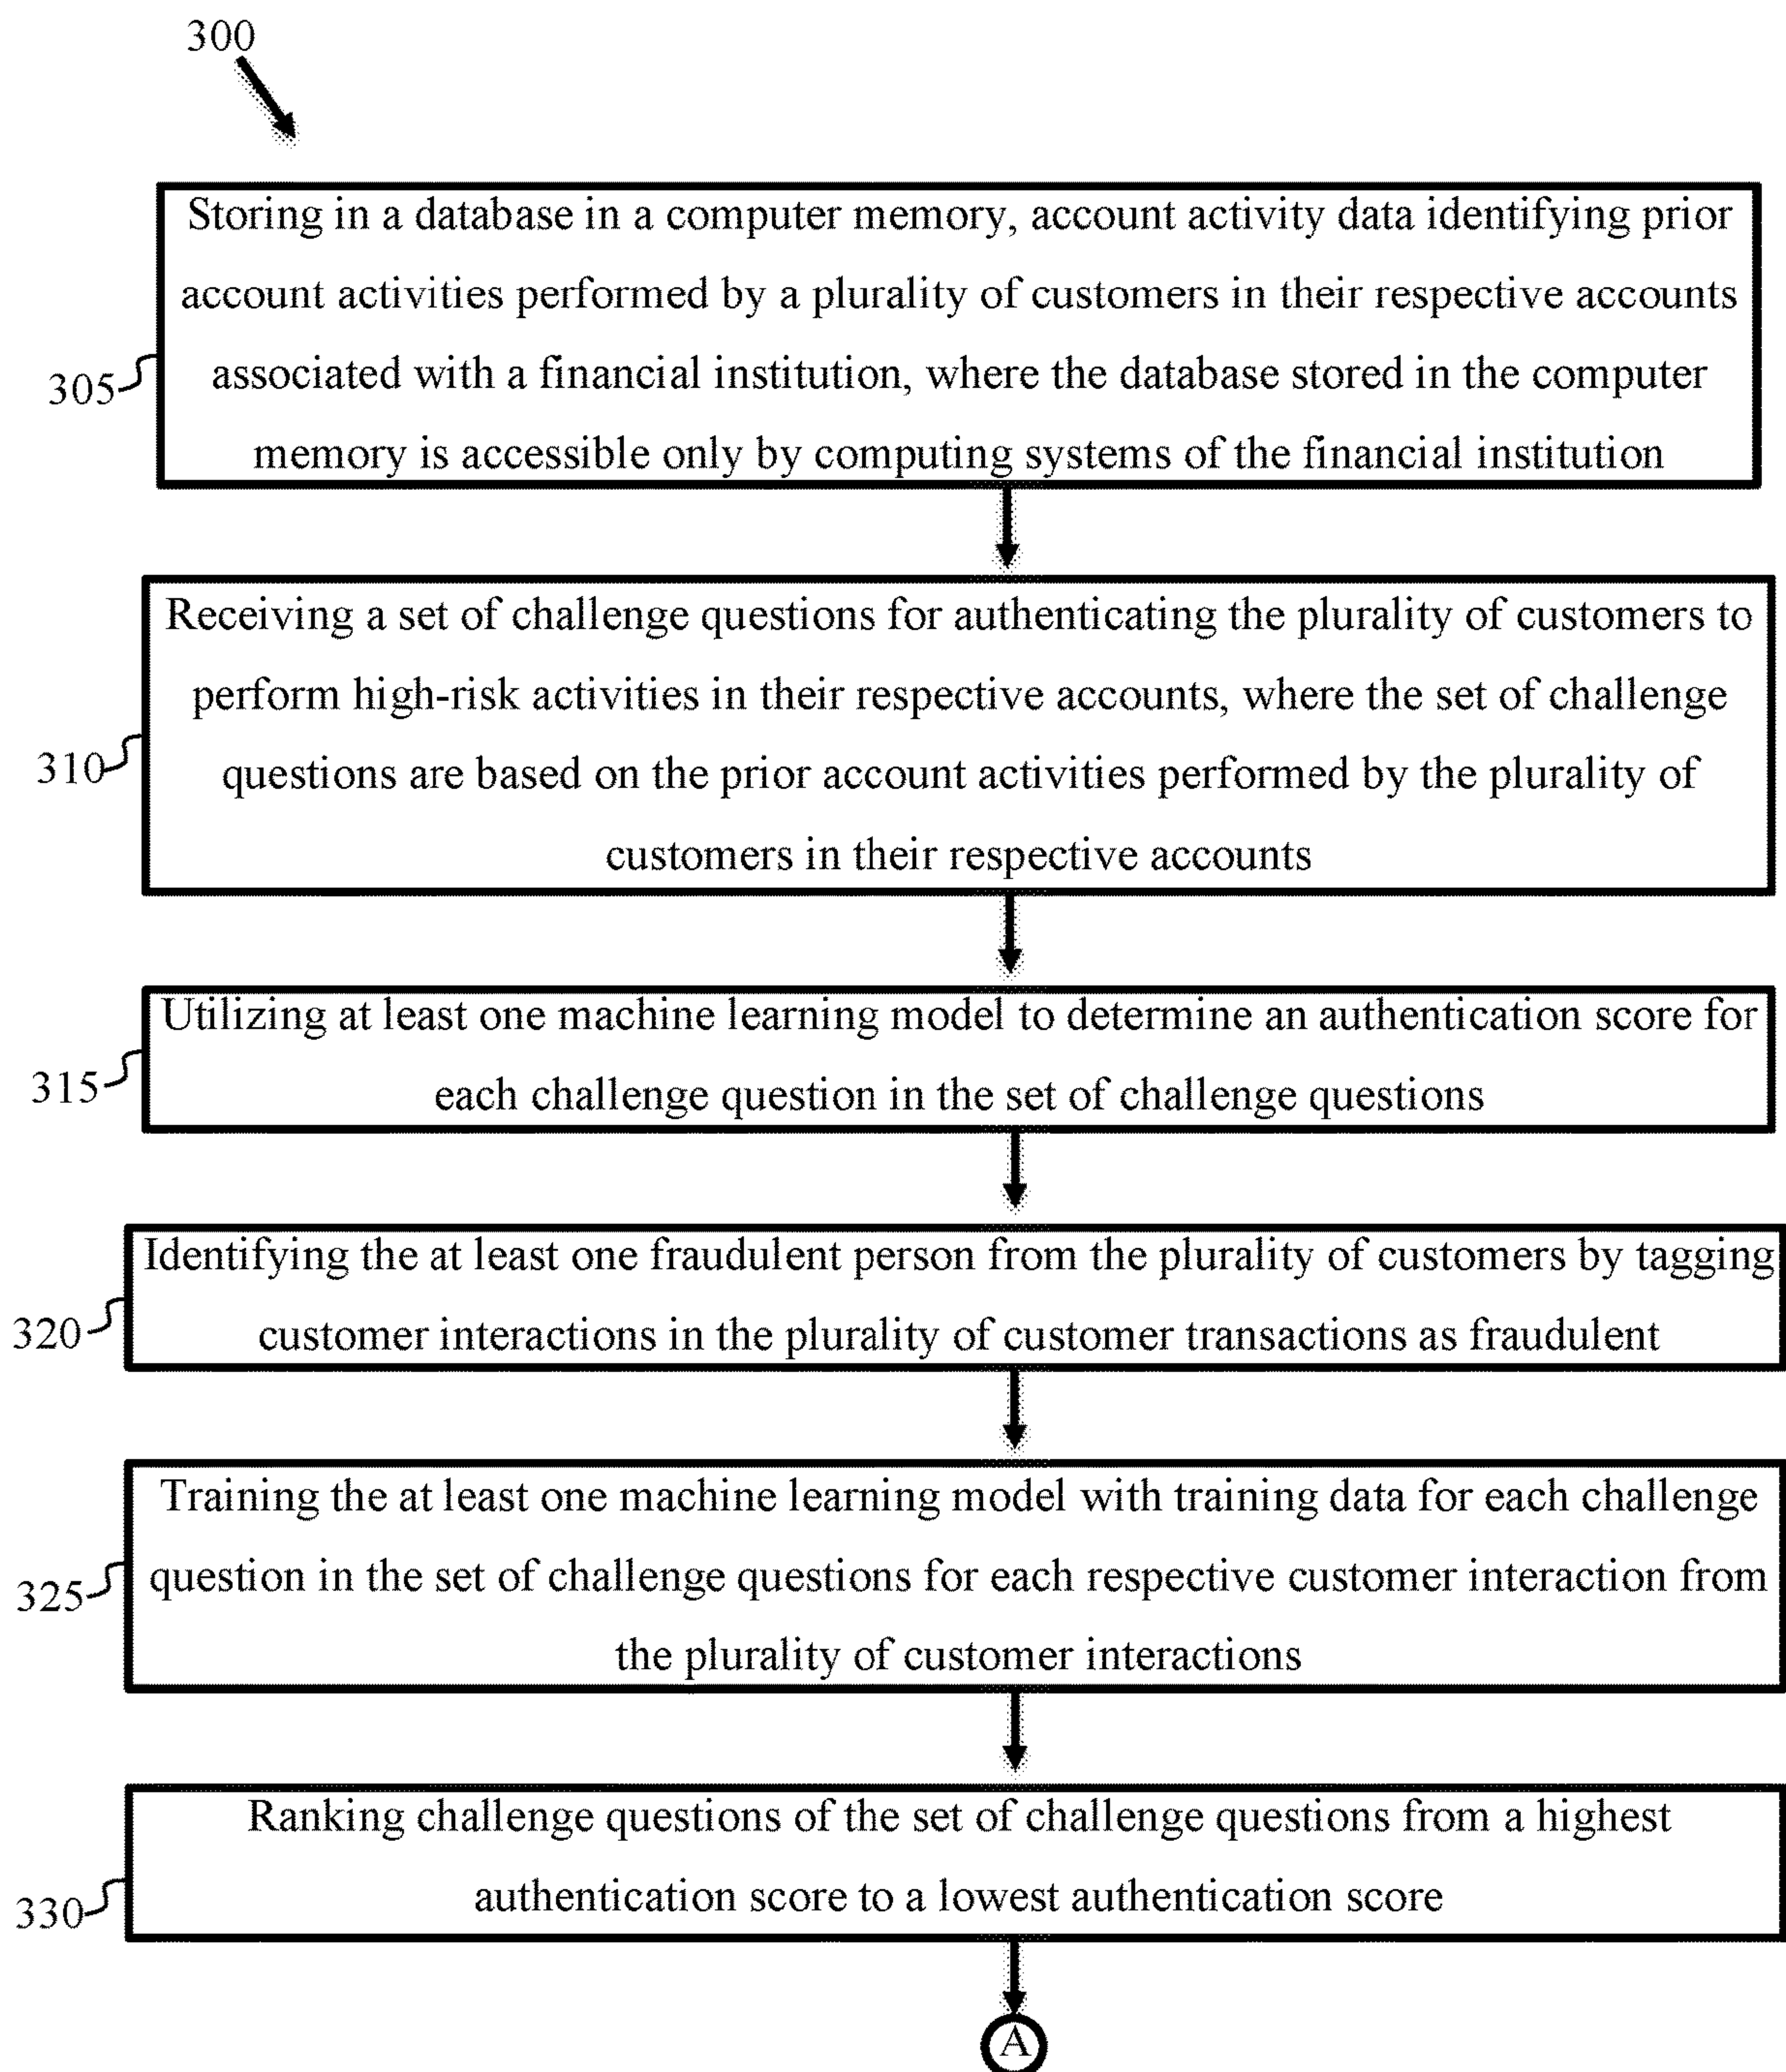 300
Storing in a database in a computer memory, account activity data identifying prior
account activities performed by a plurality of customers in their respective accounts
associated with a financial institution, where the database stored in the computer
memory is accessible only by computing systems of the financial institution
305
Receiving a set of challenge questions for authenticating the plurality of customers to
perform high-risk activities in their respective accounts, where the set of challenge
questions are based on the prior account activities performed by the plurality of
customers in their respective accounts
310
Utilizing at least one machine learning model to determine an authentication score for
each challenge question in the set of challenge questions
315
Identifying the at least one fraudulent person from the plurality of customers by tagging
customer interactions in the plurality of customer transactions as fraudulent
320
Training the at least one machine learning model with training data for each challenge
question in the set of challenge questions for each respective customer interaction from
the plurality of customer interactions
325
Ranking challenge questions of the set of challenge questions from a highest
authentication score to a lowest authentication score
330
A